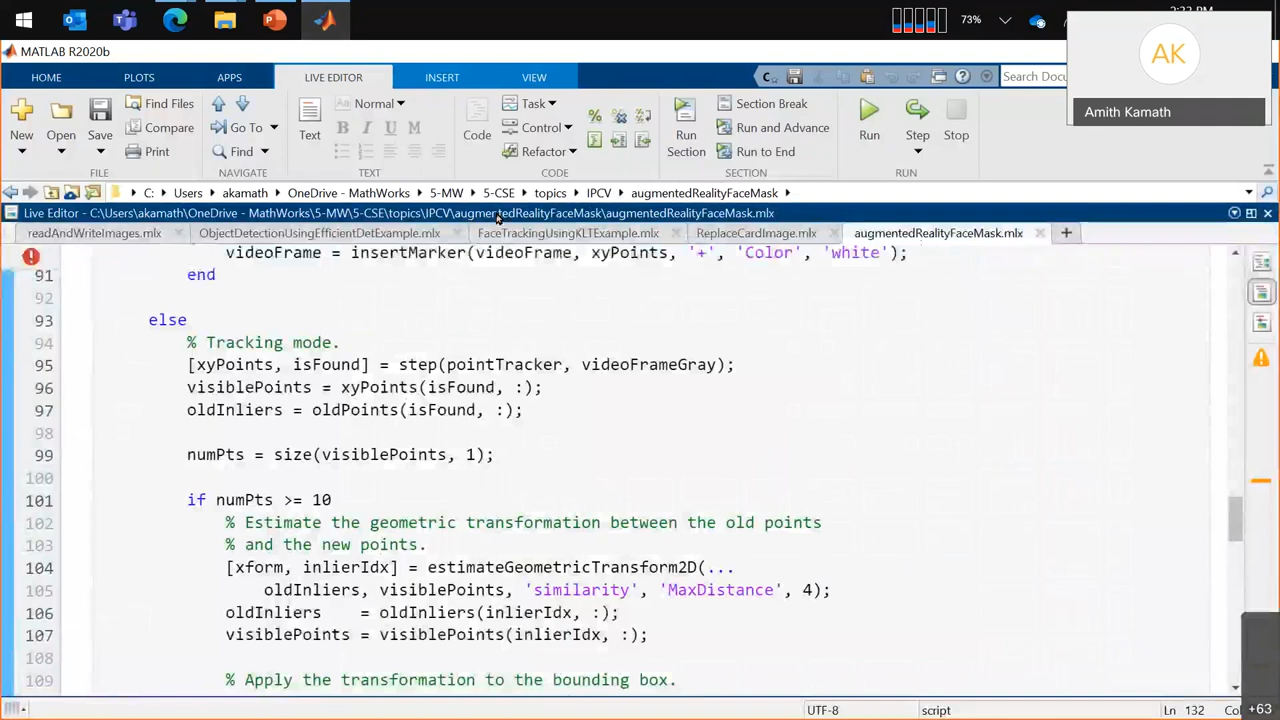 73%
MATLAB R2020b
AK
Amith Kamath
HOME PLOTS APPS LIVE EDITOR INSERT VIEW
Search Docu
New Open Save
Find Files
Compare
Print
FILE
Go To
Find
NAVIGATE
Text
Normal
B I U M
TEXT
Code
Task
Control
Refactor
CODE
Run Section
Section Break
Run and Advance
Run to End
SECTION
Run Step Stop
RUN
C: Users akamath OneDrive - MathWorks 5-MW 5-CSE topics IPCV augmentedRealityFaceMask
Live Editor - C:\Users\akamath\OneDrive - MathWorks\5-MW\5-CSE\topics\IPCV\augmentedRealityFaceMask\augmentedRealityFaceMask.mlx
readAndWriteImages.mlx ObjectDetectionUsingEfficientDetExample.mlx FaceTrackingUsingKLTExample.mlx ReplaceCardImage.mlx augmentedRealityFaceMask.mlx
videoFrame = insertMarker(videoFrame, xyPoints, '+', 'Color', 'white');
91 end
92
93 else
94 % Tracking mode.
95 [xyPoints, isFound] = step(pointTracker, videoFrameGray);
96 visiblePoints = xyPoints(isFound, :);
97 oldInliers = oldPoints(isFound, :);
98
99 numPts = size(visiblePoints, 1);
100
101 if numPts >= 10
102 % Estimate the geometric transformation between the old points
103 % and the new points.
104 [xform, inlierIdx] = estimateGeometricTransform2D(...
105 oldInliers, visiblePoints, 'similarity', 'MaxDistance', 4);
106 oldInliers = oldInliers(inlierIdx, :);
107 visiblePoints = visiblePoints(inlierIdx, :);
108
109 % Apply the transformation to the bounding box.
UTF-8 script Ln 132 Co
+63